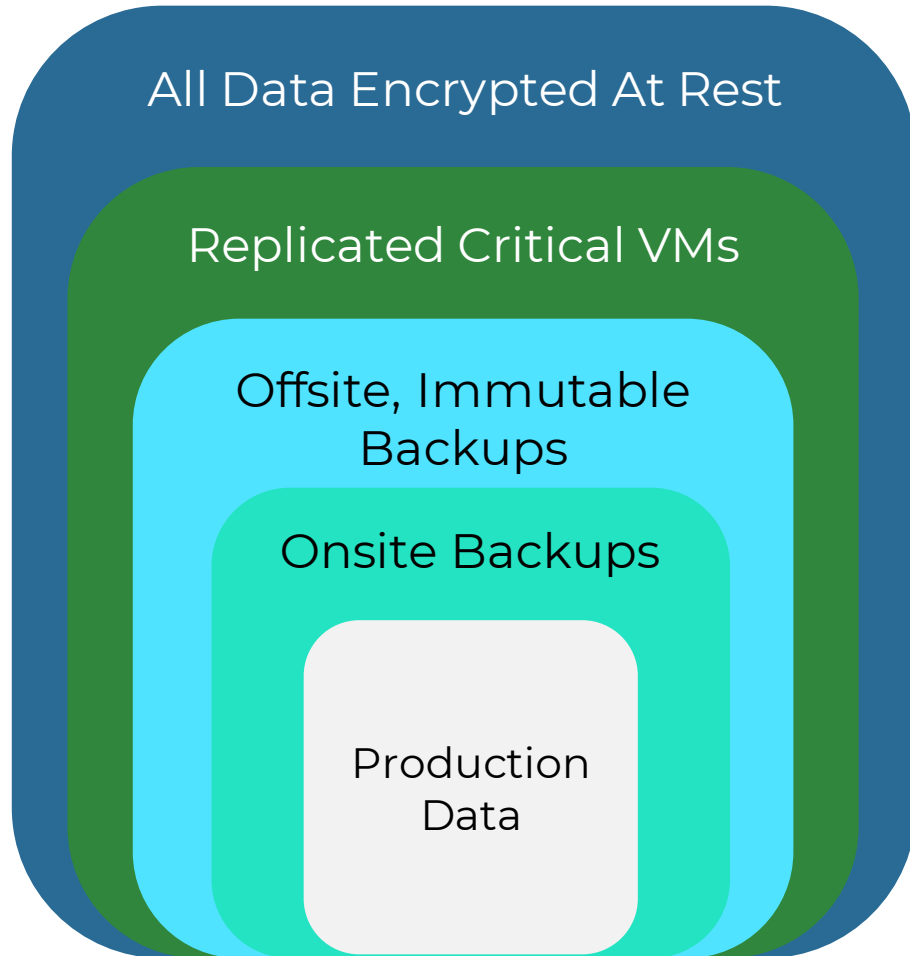 All Data Encrypted At Rest
Replicated Critical VMs
Offsite, Immutable
Backups
Onsite Backups
Production
Data